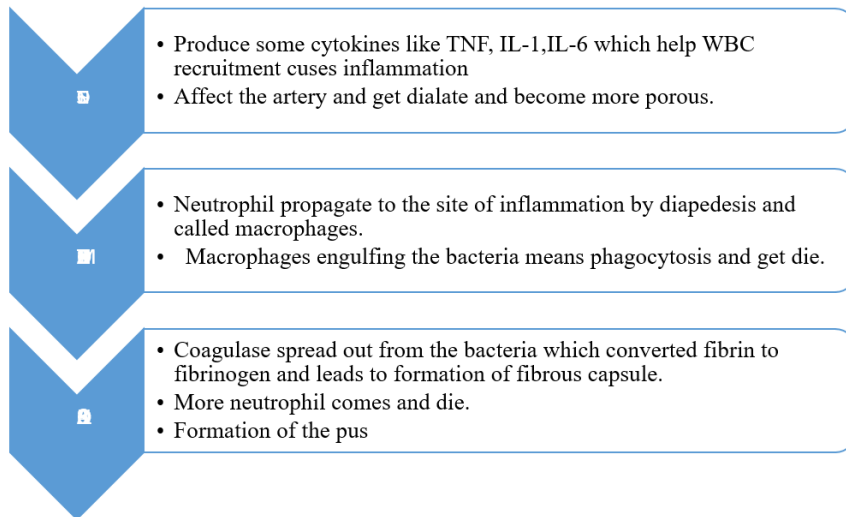 • Produce some cytokines like TNF, IL-1,IL-6 which help WBC
recruitment cuses inflammation
• Affect the artery and get dialate and become more porous.
• Neutrophil propagate to the site of inflammation by diapedesis and
called macrophages.
• Macrophages engulfing the bacteria means phagocytosis and get die.
• Coagulase spread out from the bacteria which converted fibrin to
fibrinogen and leads to formation of fibrous capsule.
• More neutrophil comes and die.
• Formation of the pus